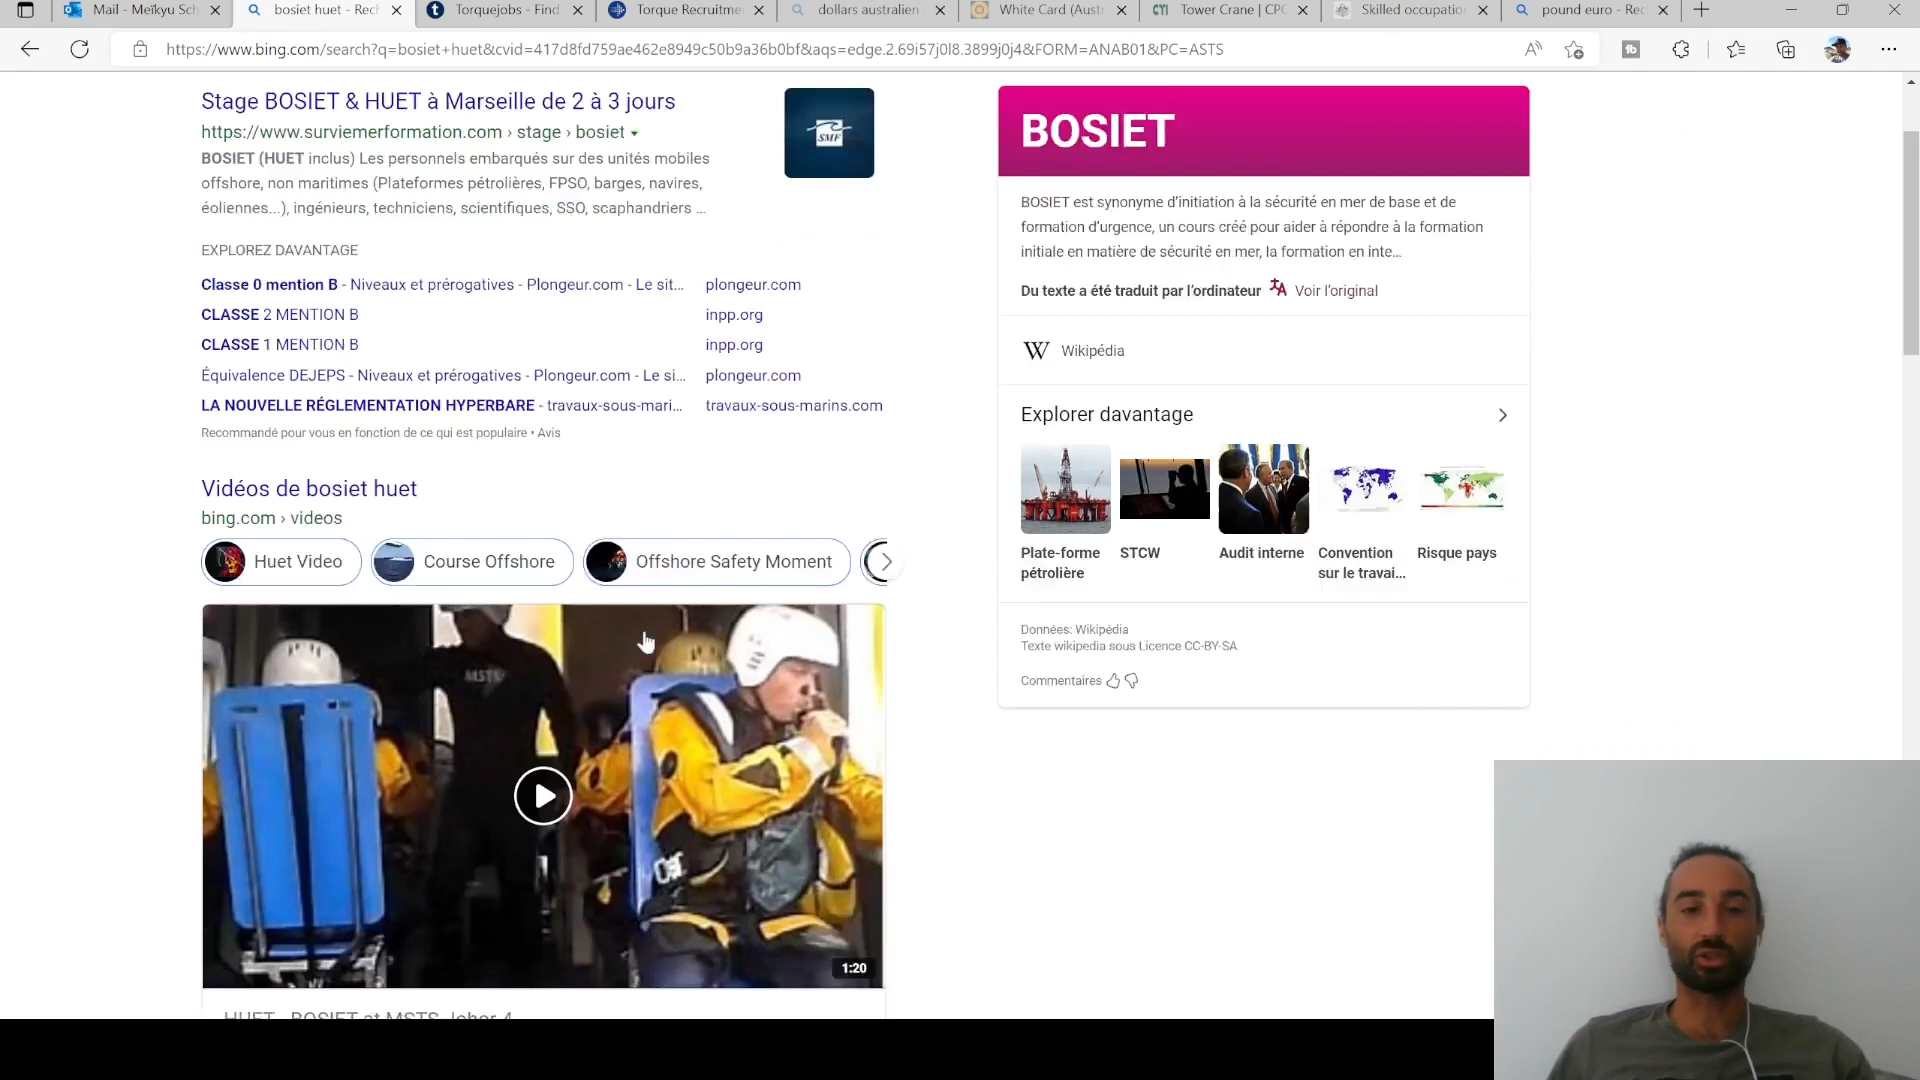 Mail - Meïkyu Sch
bosiet huet - Rech
Torquejobs - Find
Torque Recruitme
dollars australien
White Card (Aust
Tower Crane | CPC
Skilled occupatio
pound euro - Rec
https://www.bing.com/search?q=bosiet+huet&cvid=417d8fd759ae462e8949c50b9a36b0bf&aqs=edge.2.69i57j0l8.3899j0j4&FORM=ANAB01&PC=ASTS
Stage BOSIET & HUET à Marseille de 2 à 3 jours
https://www.surviemerformation.com › stage › bosiet
BOSIET (HUET inclus) Les personnels embarqués sur des unités mobiles
offshore, non maritimes (Plateformes pétrolières, FPSO, barges, navires,
éoliennes...), ingénieurs, techniciens, scientifiques, SSO, scaphandriers ...
SMF
EXPLOREZ DAVANTAGE
Classe 0 mention B - Niveaux et prérogatives - Plongeur.com - Le sit... plongeur.com
CLASSE 2 MENTION B inpp.org
CLASSE 1 MENTION B inpp.org
Équivalence DEJEPS - Niveaux et prérogatives - Plongeur.com - Le si... plongeur.com
LA NOUVELLE RÉGLEMENTATION HYPERBARE - travaux-sous-mari... travaux-sous-marins.com
Recommandé pour vous en fonction de ce qui est populaire • Avis
Vidéos de bosiet huet
bing.com › videos
Huet Video
Course Offshore
Offshore Safety Moment
MSTS
1:20
HUET - BOSIET at MSTS Johor 4
BOSIET
BOSIET est synonyme d’initiation à la sécurité en mer de base et de
formation d’urgence, un cours créé pour aider à répondre à la formation
initiale en matière de sécurité en mer, la formation en inte...
Du texte a été traduit par l’ordinateur Voir l’original
W Wikipédia
Explorer davantage
Plate-forme
pétrolière
STCW
Audit interne
Convention
sur le travai...
Risque pays
Données: Wikipédia
Texte wikipedia sous Licence CC-BY-SA
Commentaires